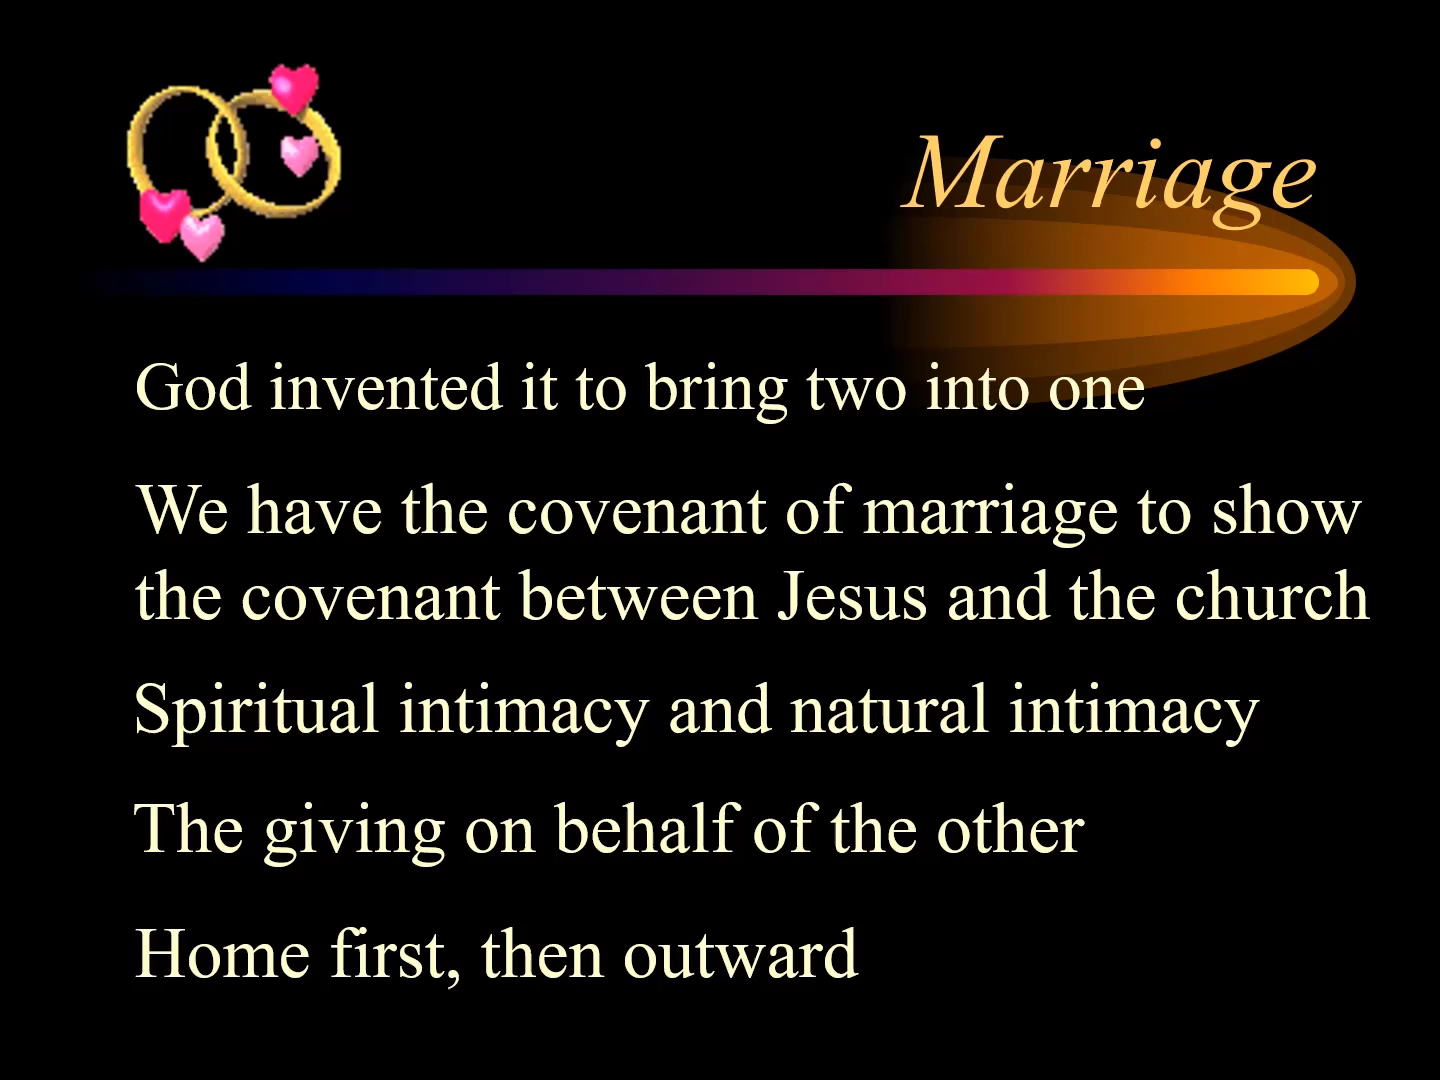 Marriage
God invented it to bring two into one
We have the covenant of marriage to show
the covenant between Jesus and the church
Spiritual intimacy and natural intimacy
The giving on behalf of the other
Home first, then outward